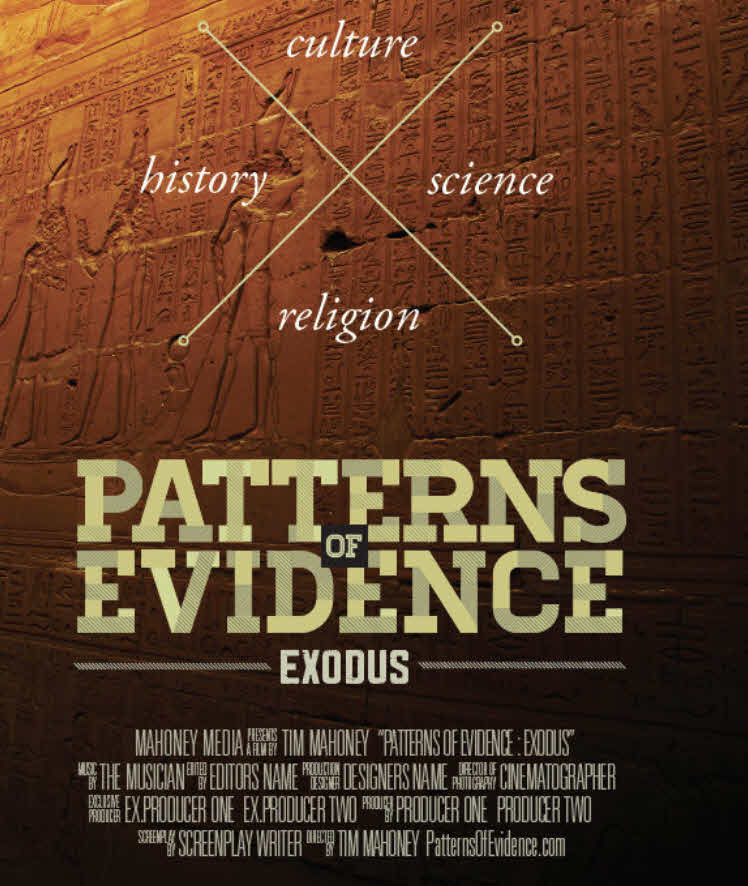 culture
history science
religion
PATTERNS
OF
EVIDENCE
EXODUS
MAHONEY MEDIA PRESENTS A FILM BY TIM MAHONEY "PATTERNS OF EVIDENCE : EXODUS"
MUSIC BY THE MUSICIAN EDITED BY EDITORS NAME PRODUCTION DESIGNER DESIGNERS NAME DIRECTOR OF PHOTOGRAPHY CINEMATOGRAPHER
EXCLUSIVE PRODUCER EX.PRODUCER ONE EX.PRODUCER TWO PRODUCED BY PRODUCER ONE PRODUCER TWO
SCREENPLAY BY SCREENPLAY WRITER DIRECTED BY TIM MAHONEY PatternsOfEvidence.com